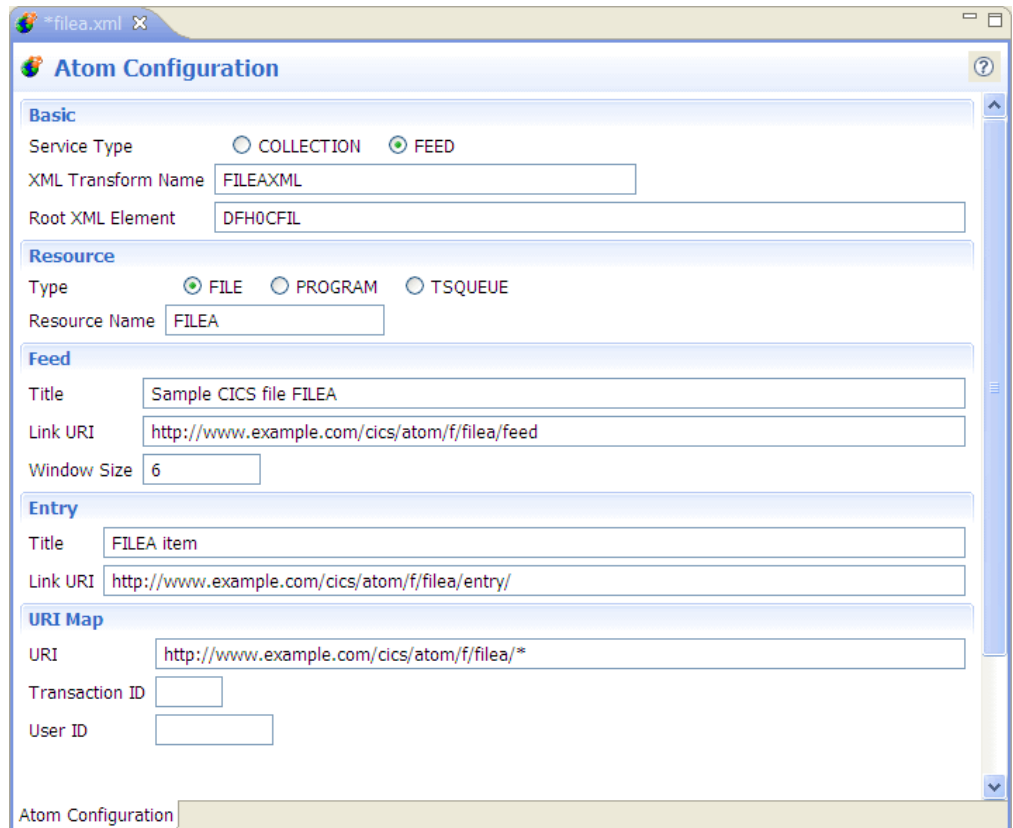 *filea.xml
Atom Configuration
Basic
Service Type COLLECTION FEED
XML Transform Name FILEAXML
Root XML Element DFH0CFIL
Resource
Type FILE PROGRAM TSQUEUE
Resource Name FILEA
Feed
Title Sample CICS file FILEA
Link URI http://www.example.com/cics/atom/f/filea/feed
Window Size 6
Entry
Title FILEA item
Link URI http://www.example.com/cics/atom/f/filea/entry/
URI Map
URI http://www.example.com/cics/atom/f/filea/*
Transaction ID
User ID
Atom Configuration